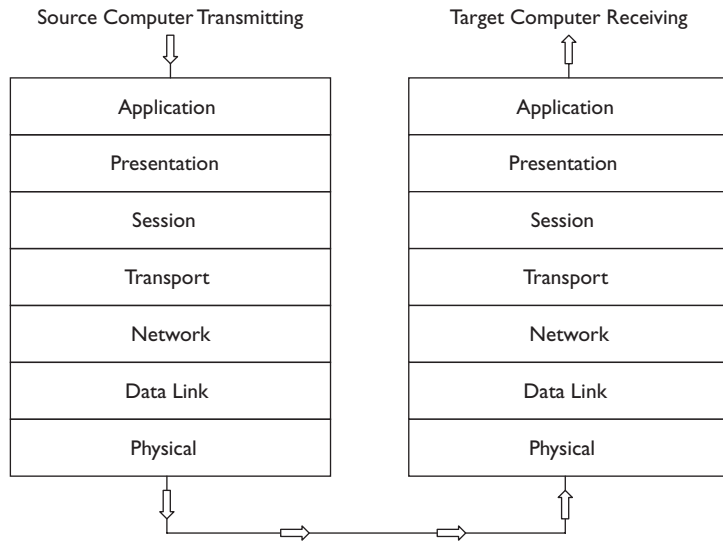 Source Computer Transmitting
Application
Presentation
Session
Transport
Network
Data Link
Physical
Target Computer Receiving
Application
Presentation
Session
Transport
Network
Data Link
Physical